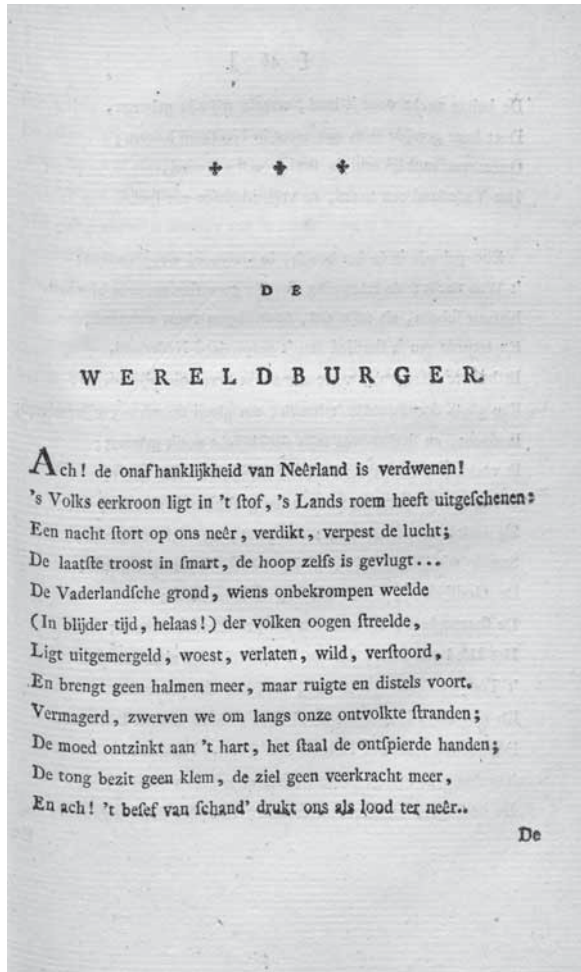 DE
WERELDBURGER.
Ach! de onafhanklijkheid van Neêrland is verdwenen!
's Volks eerkroon ligt in 't ſtof, 's Lands roem heeft uitgeſchenen:
Een nacht ſtort op ons neêr, verdikt, verpest de lucht;
De laatſte troost in ſmart, de hoop zelfs is gevlugt...
De Vaderlandſche grond, wiens onbekrompen weelde
(In blijder tijd, helaas!) der volken oogen ſtreelde,
Ligt uitgemergeld, woest, verlaten, wild, verſtoord,
En brengt geen halmen meer, maar ruigte en distels voort.
Vermagerd, zwerven we om langs onze ontvolkte ſtranden;
De moed ontzinkt aan 't hart, het ſtaal de ontſpierde handen;
De tong bezit geen klem, de ziel geen veerkracht meer,
En ach! 't beſef van ſchand' drukt ons als lood ter neêr..
De